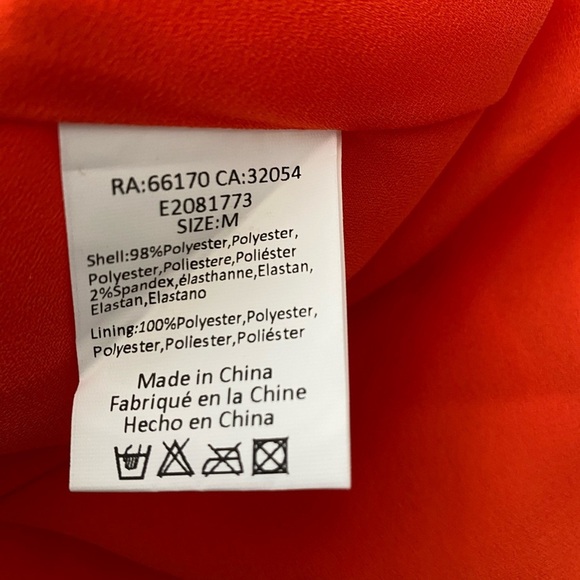 RA:66170 CA:32054
E2081773
SIZE:M
Shell:98%Polyester,Polyester,
Polyester,Poliestere,Poliéster
2%Spandex,élasthanne,Elastan,
Elastan,Elastano
Lining:100%Polyester,Polyester,
Polyester,Poliester,Poliéster
Made in China
Fabriqué en la Chine
Hecho en China